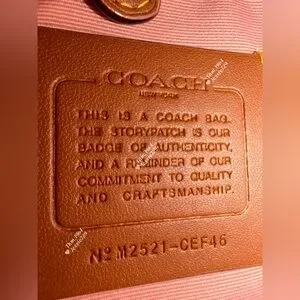 COACH
NEW YORK
THIS IS A COACH BAG.
THE STORYPATCH IS OUR
BADGE OF AUTHENTICITY,
AND A REMINDER OF OUR
COMMITMENT TO QUALITY
AND CRAFTSMANSHIP.
Nº M2521-CEF46